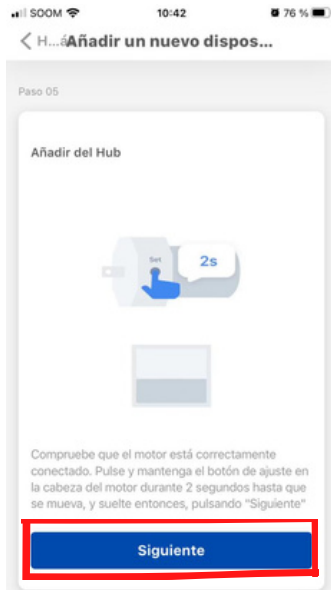 SOOM 10:42 76 %
H...á Añadir un nuevo dispos...
Paso 05
Añadir del Hub
Set
2s
Compruebe que el motor está correctamente
conectado. Pulse y mantenga el botón de ajuste en
la cabeza del motor durante 2 segundos hasta que
se mueva, y suelte entonces, pulsando "Siguiente"
Siguiente